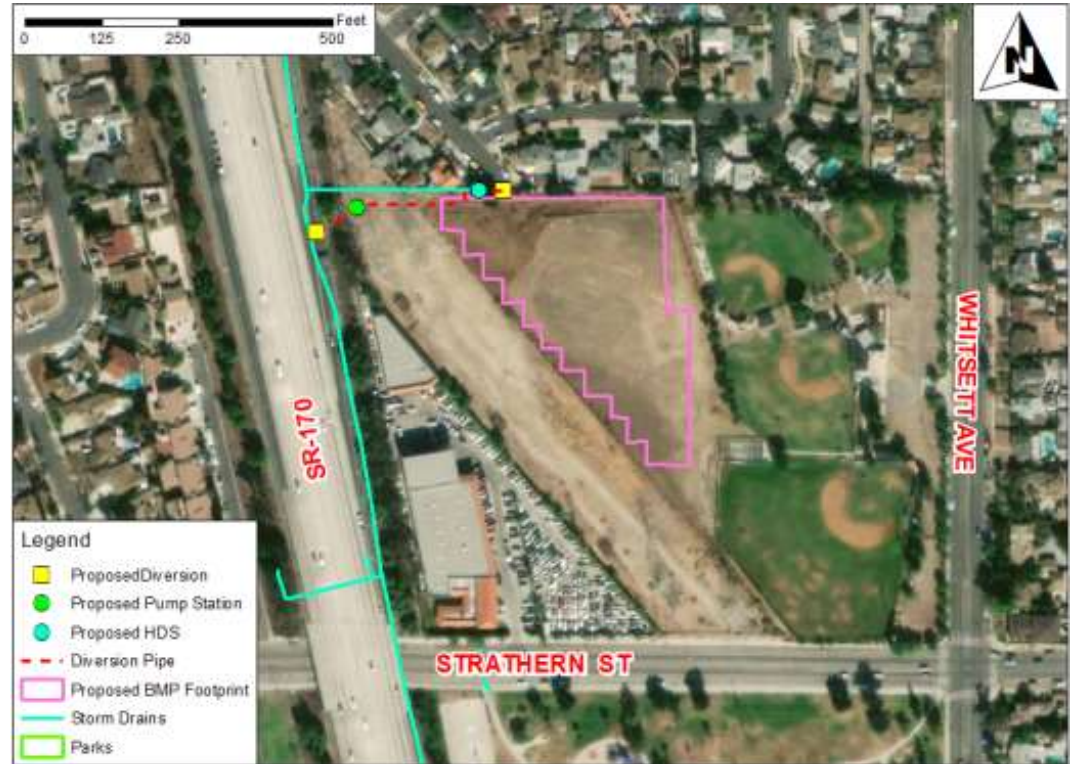 Feet
0 125 250 500
N
SR-170
WHITSETT AVE
STRATHERN ST
Legend
ProposedDiversion
Proposed Pump Station
Proposed HDS
Diversion Pipe
Proposed BMP Footprint
Storm Drains
Parks